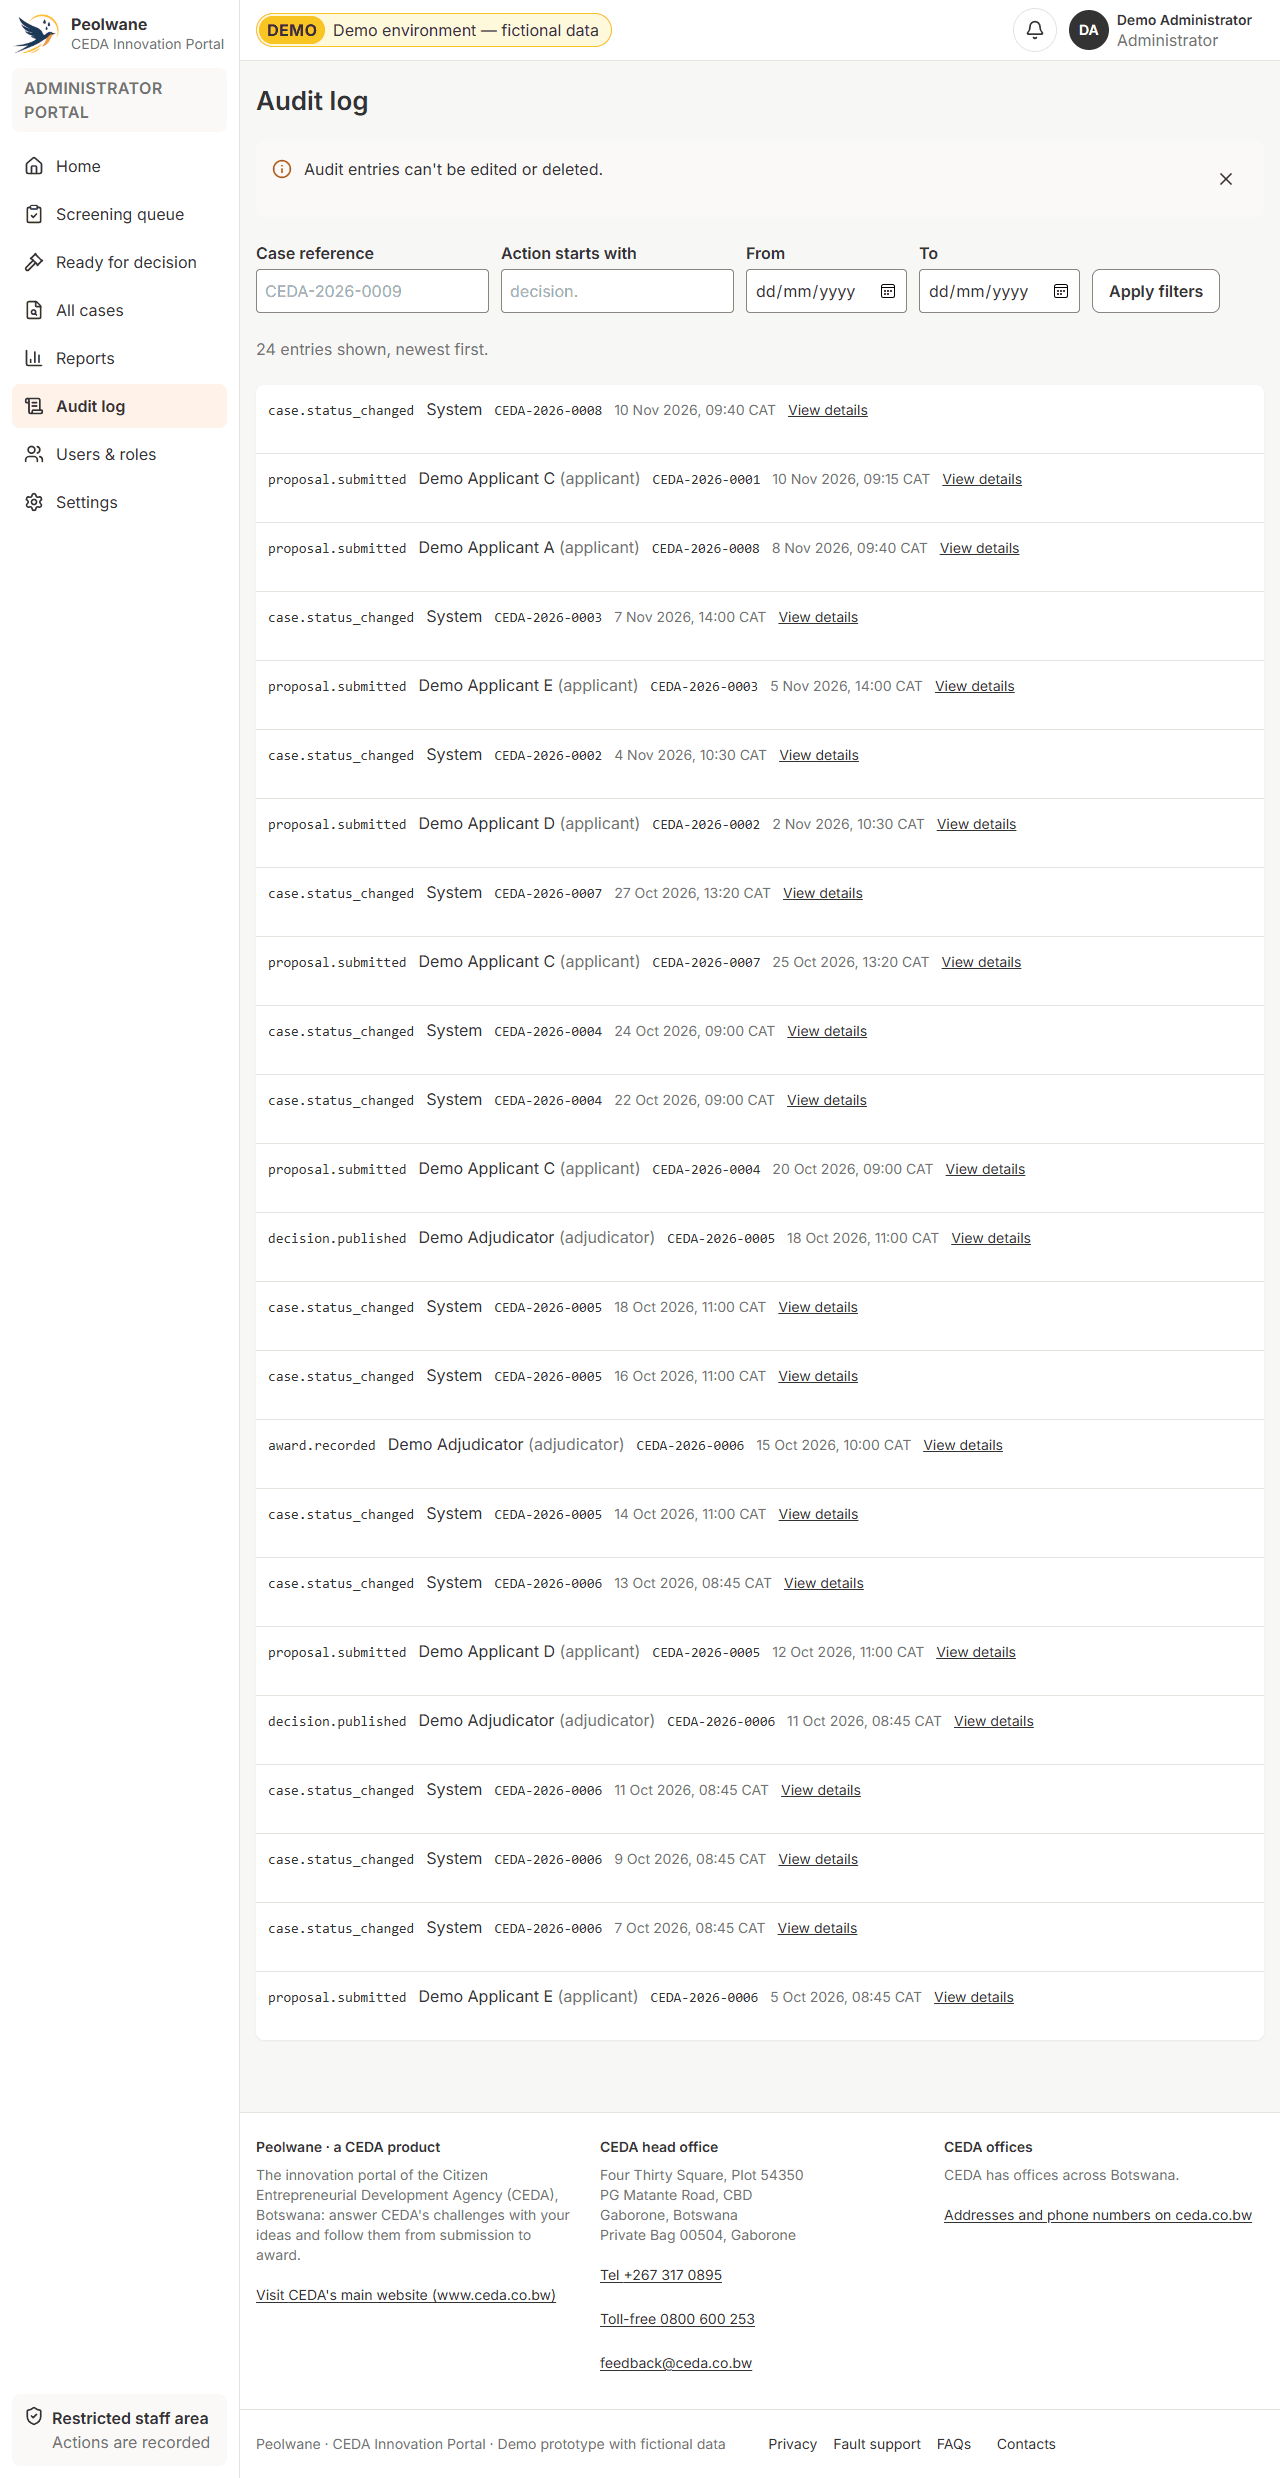 Peolwane
CEDA Innovation Portal
ADMINISTRATOR
PORTAL
Home
Screening queue
Ready for decision
All cases
Reports
Audit log
Users & roles
Settings
Restricted staff area
Actions are recorded
DEMO Demo environment — fictional data
DA
Demo Administrator
Administrator
Audit log
Audit entries can't be edited or deleted.
Case reference
CEDA-2026-0009
Action starts with
decision.
From
dd/mm/yyyy
To
dd/mm/yyyy
Apply filters
24 entries shown, newest first.
case.status_changed System CEDA-2026-0008 10 Nov 2026, 09:40 CAT View details
proposal.submitted Demo Applicant C (applicant) CEDA-2026-0001 10 Nov 2026, 09:15 CAT View details
proposal.submitted Demo Applicant A (applicant) CEDA-2026-0008 8 Nov 2026, 09:40 CAT View details
case.status_changed System CEDA-2026-0003 7 Nov 2026, 14:00 CAT View details
proposal.submitted Demo Applicant E (applicant) CEDA-2026-0003 5 Nov 2026, 14:00 CAT View details
case.status_changed System CEDA-2026-0002 4 Nov 2026, 10:30 CAT View details
proposal.submitted Demo Applicant D (applicant) CEDA-2026-0002 2 Nov 2026, 10:30 CAT View details
case.status_changed System CEDA-2026-0007 27 Oct 2026, 13:20 CAT View details
proposal.submitted Demo Applicant C (applicant) CEDA-2026-0007 25 Oct 2026, 13:20 CAT View details
case.status_changed System CEDA-2026-0004 24 Oct 2026, 09:00 CAT View details
case.status_changed System CEDA-2026-0004 22 Oct 2026, 09:00 CAT View details
proposal.submitted Demo Applicant C (applicant) CEDA-2026-0004 20 Oct 2026, 09:00 CAT View details
decision.published Demo Adjudicator (adjudicator) CEDA-2026-0005 18 Oct 2026, 11:00 CAT View details
case.status_changed System CEDA-2026-0005 18 Oct 2026, 11:00 CAT View details
case.status_changed System CEDA-2026-0005 16 Oct 2026, 11:00 CAT View details
award.recorded Demo Adjudicator (adjudicator) CEDA-2026-0006 15 Oct 2026, 10:00 CAT View details
case.status_changed System CEDA-2026-0005 14 Oct 2026, 11:00 CAT View details
case.status_changed System CEDA-2026-0006 13 Oct 2026, 08:45 CAT View details
proposal.submitted Demo Applicant D (applicant) CEDA-2026-0005 12 Oct 2026, 11:00 CAT View details
decision.published Demo Adjudicator (adjudicator) CEDA-2026-0006 11 Oct 2026, 08:45 CAT View details
case.status_changed System CEDA-2026-0006 11 Oct 2026, 08:45 CAT View details
case.status_changed System CEDA-2026-0006 9 Oct 2026, 08:45 CAT View details
case.status_changed System CEDA-2026-0006 7 Oct 2026, 08:45 CAT View details
proposal.submitted Demo Applicant E (applicant) CEDA-2026-0006 5 Oct 2026, 08:45 CAT View details
Peolwane · a CEDA product
The innovation portal of the Citizen
Entrepreneurial Development Agency (CEDA),
Botswana: answer CEDA's challenges with your
ideas and follow them from submission to
award.
Visit CEDA's main website (www.ceda.co.bw)
CEDA head office
Four Thirty Square, Plot 54350
PG Matante Road, CBD
Gaborone, Botswana
Private Bag 00504, Gaborone
Tel +267 317 0895
Toll-free 0800 600 253
feedback@ceda.co.bw
CEDA offices
CEDA has offices across Botswana.
Addresses and phone numbers on ceda.co.bw
Peolwane · CEDA Innovation Portal · Demo prototype with fictional data
Privacy Fault support FAQs Contacts